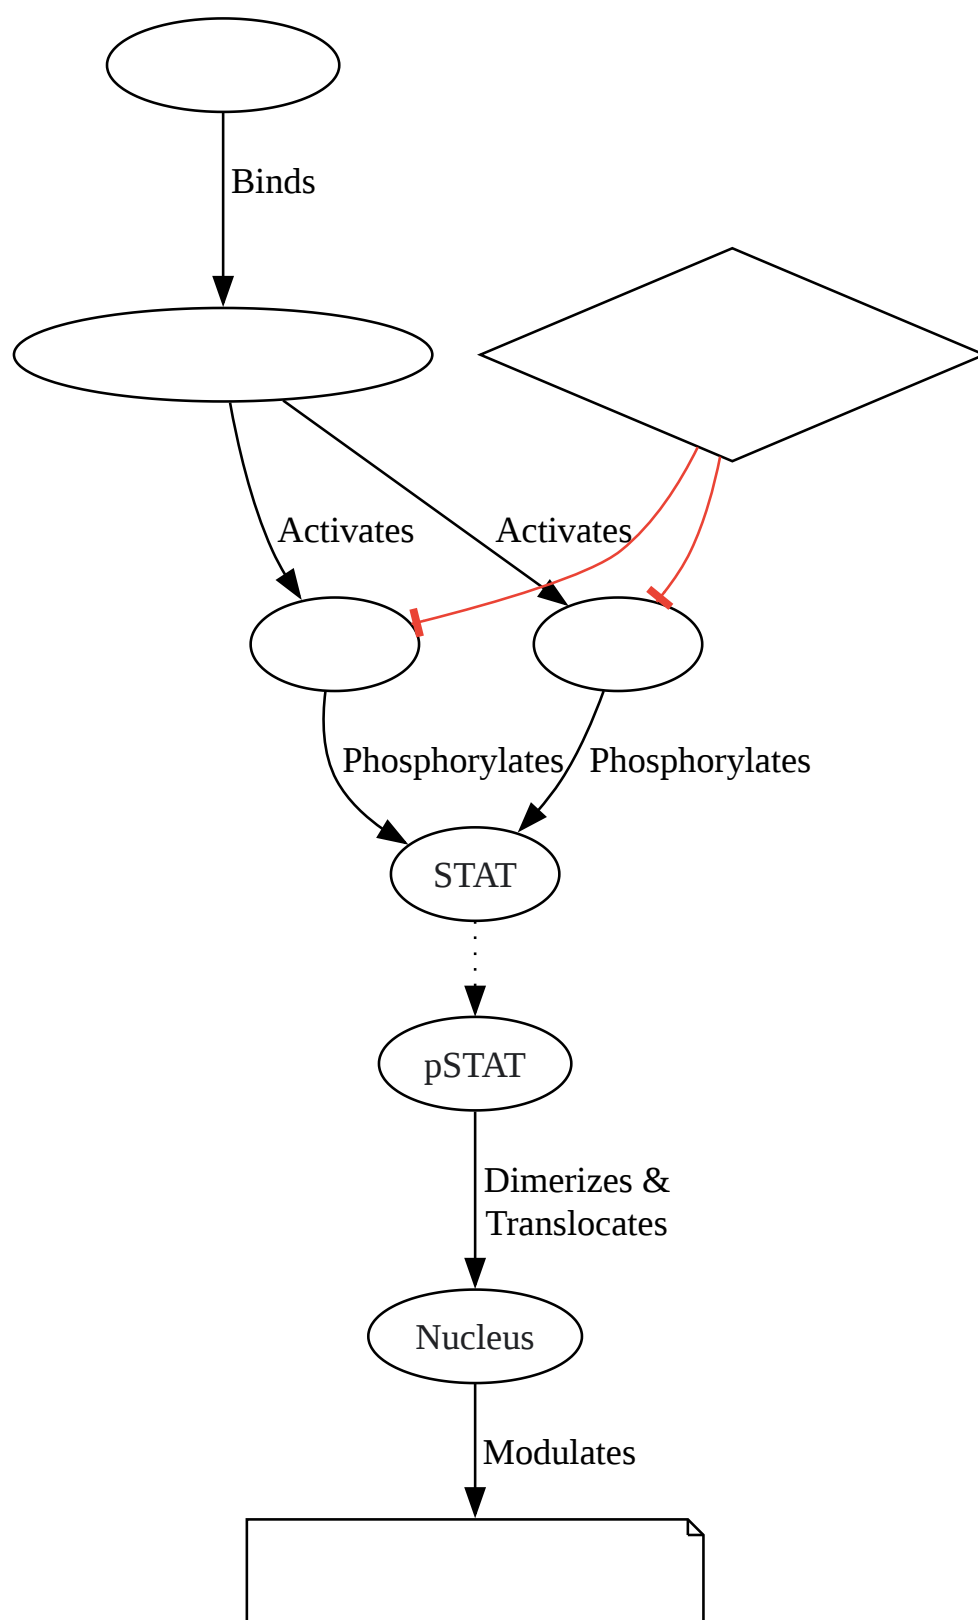 Binds
Activates
Activates
Phosphorylates
Phosphorylates
STAT
pSTAT
Dimerizes &
Translocates
Nucleus
Modulates